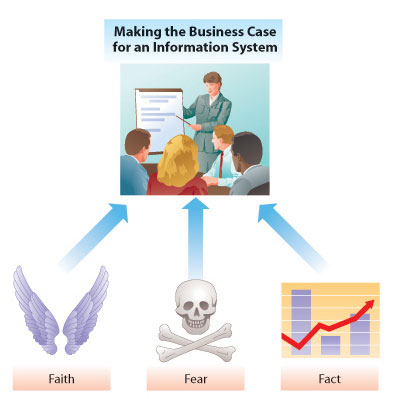 Making the Business Case
for an Information System
Faith
Fear
Fact